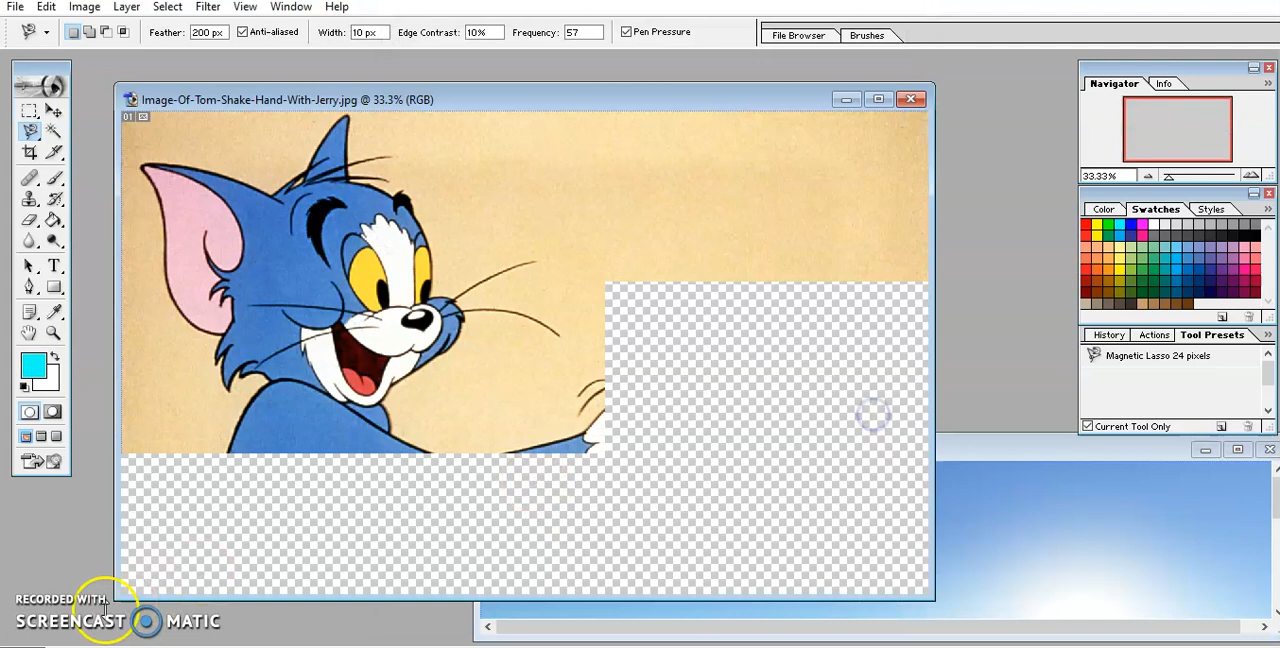 File Edit Image Layer Select Filter View Window Help
Feather: 200 px Anti-aliased Width: 10 px Edge Contrast: 10% Frequency: 57 Pen Pressure File Browser Brushes
Image-Of-Tom-Shake-Hand-With-Jerry.jpg @ 33.3% (RGB)
01
Navigator Info
33.33%
Color Swatches Styles
History Actions Tool Presets
Magnetic Lasso 24 pixels
Current Tool Only
T
RECORDED WITH
SCREENCAST MATIC